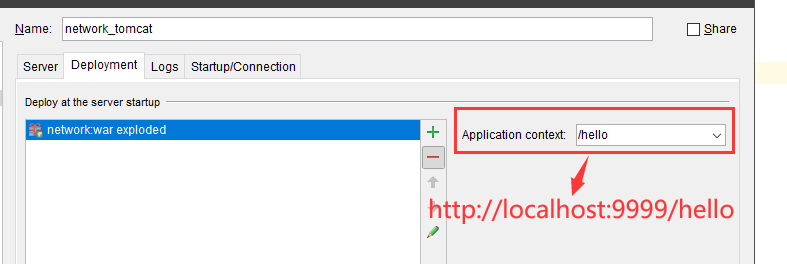 Name: network_tomcat Share
Server Deployment Logs Startup/Connection
Deploy at the server startup
network:war exploded
Application context: /hello
http://localhost:9999/hello